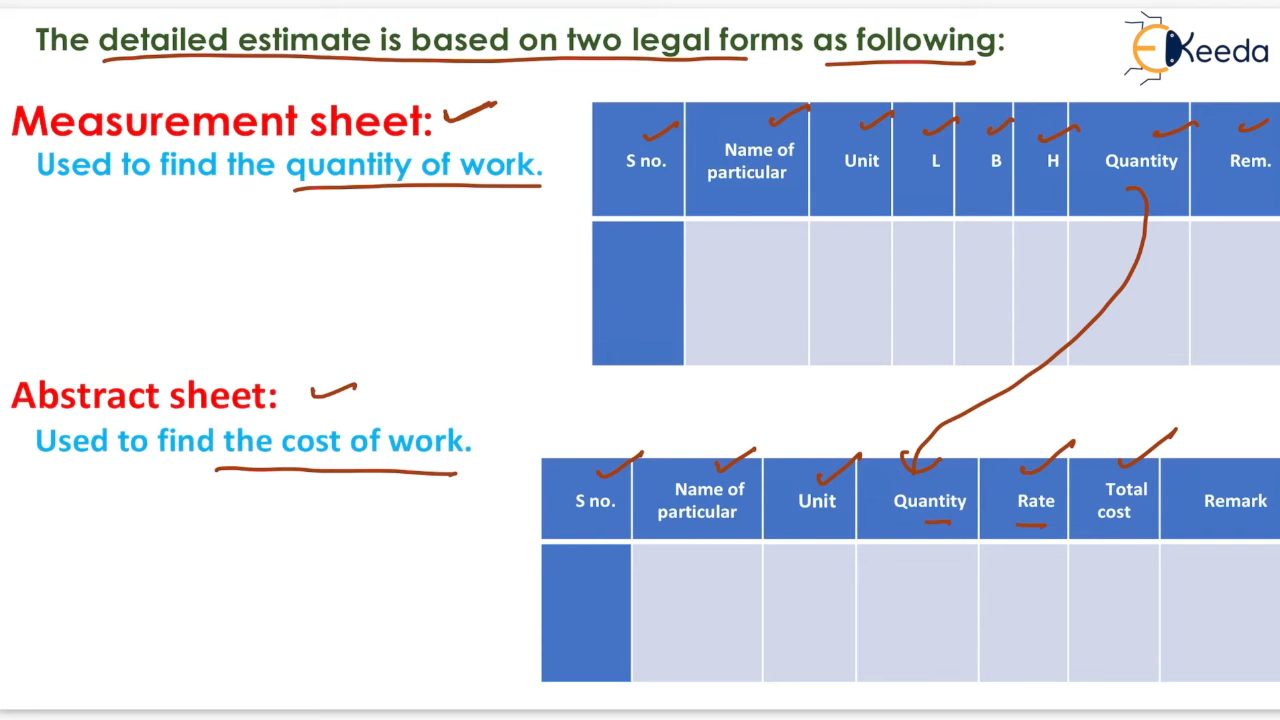 The detailed estimate is based on two legal forms as following:
EKeeda
Measurement sheet:
Used to find the quantity of work.
S no. Name of particular Unit L B H Quantity Rem.
Abstract sheet:
Used to find the cost of work.
S no. Name of particular Unit Quantity Rate Total cost Remark